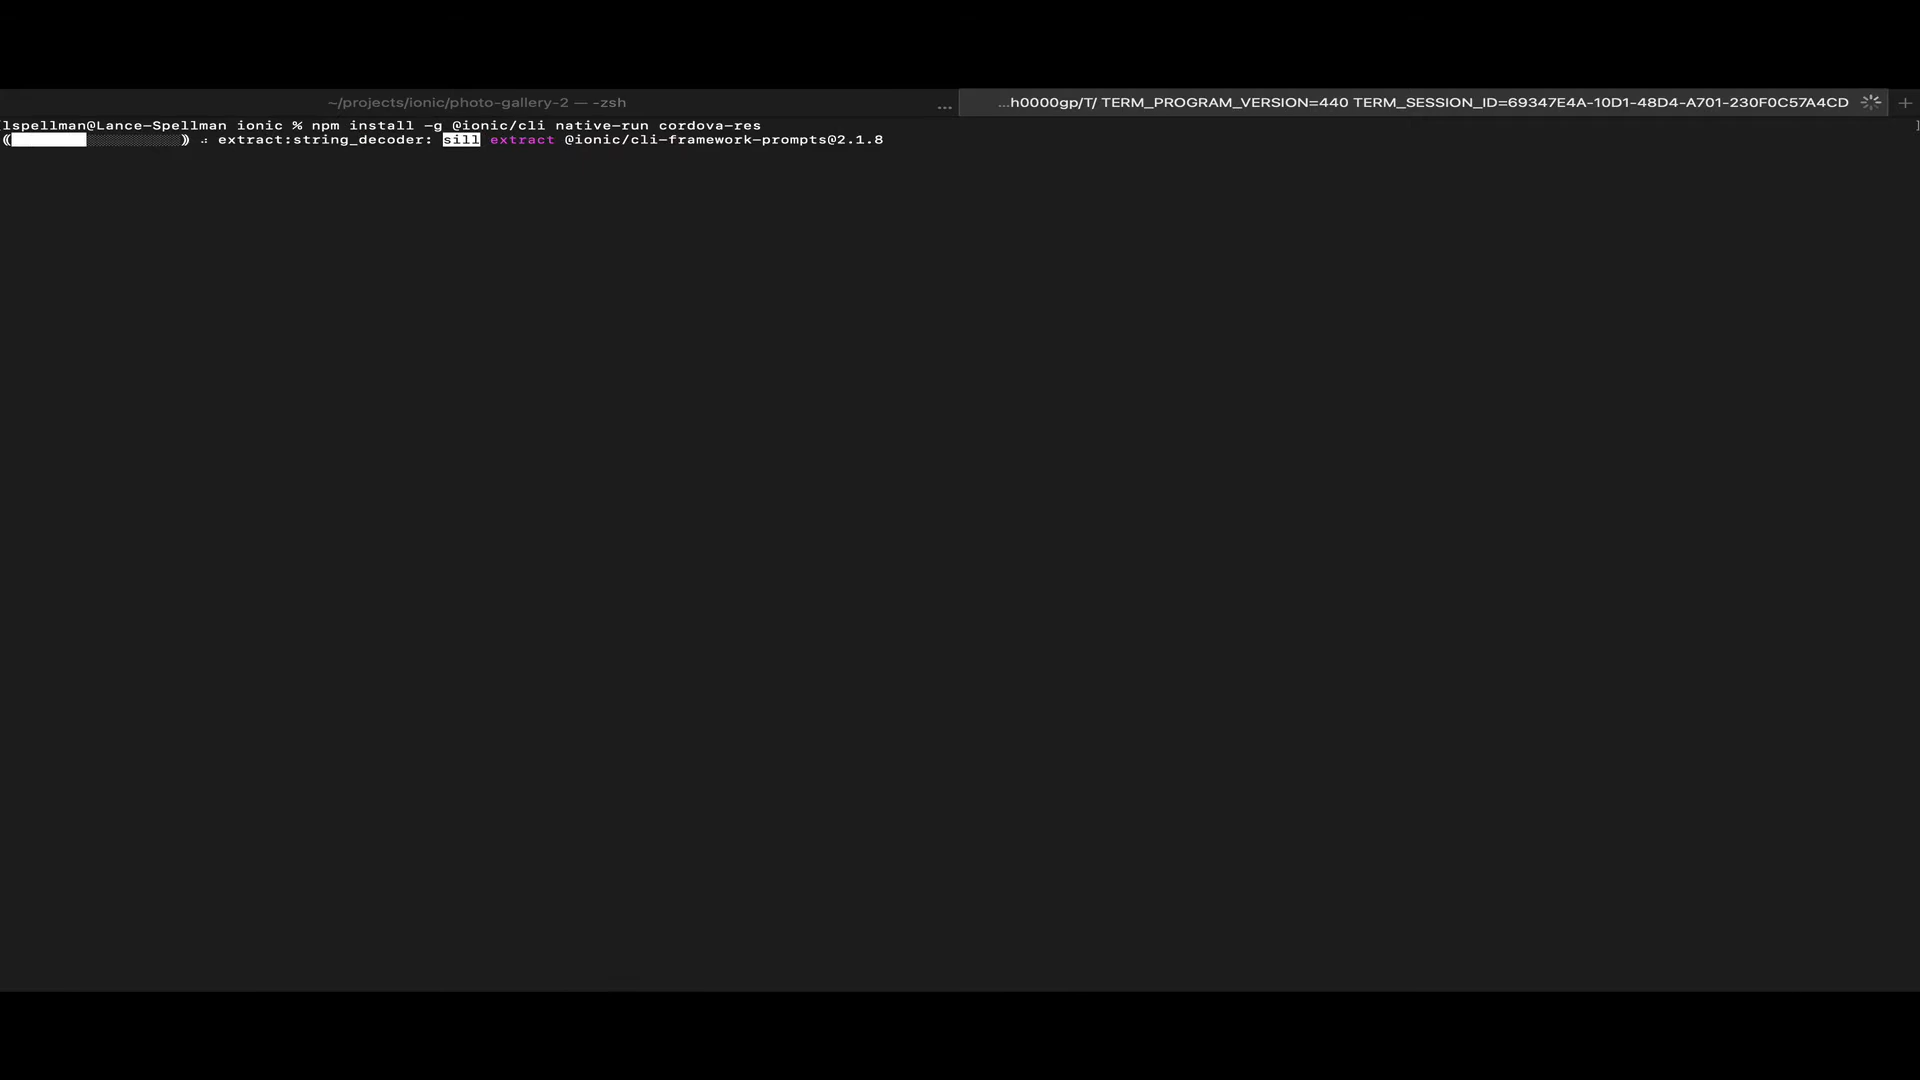 ~/projects/ionic/photo-gallery-2 — -zsh
...
...h0000gp/T/ TERM_PROGRAM_VERSION=440 TERM_SESSION_ID=69347E4A-10D1-48D4-A701-230F0C57A4CD
+
[lspellman@Lance-Spellman ionic % npm install -g @ionic/cli native-run cordova-res ]
(( )) ⠴ extract:string_decoder: sill extract @ionic/cli-framework-prompts@2.1.8